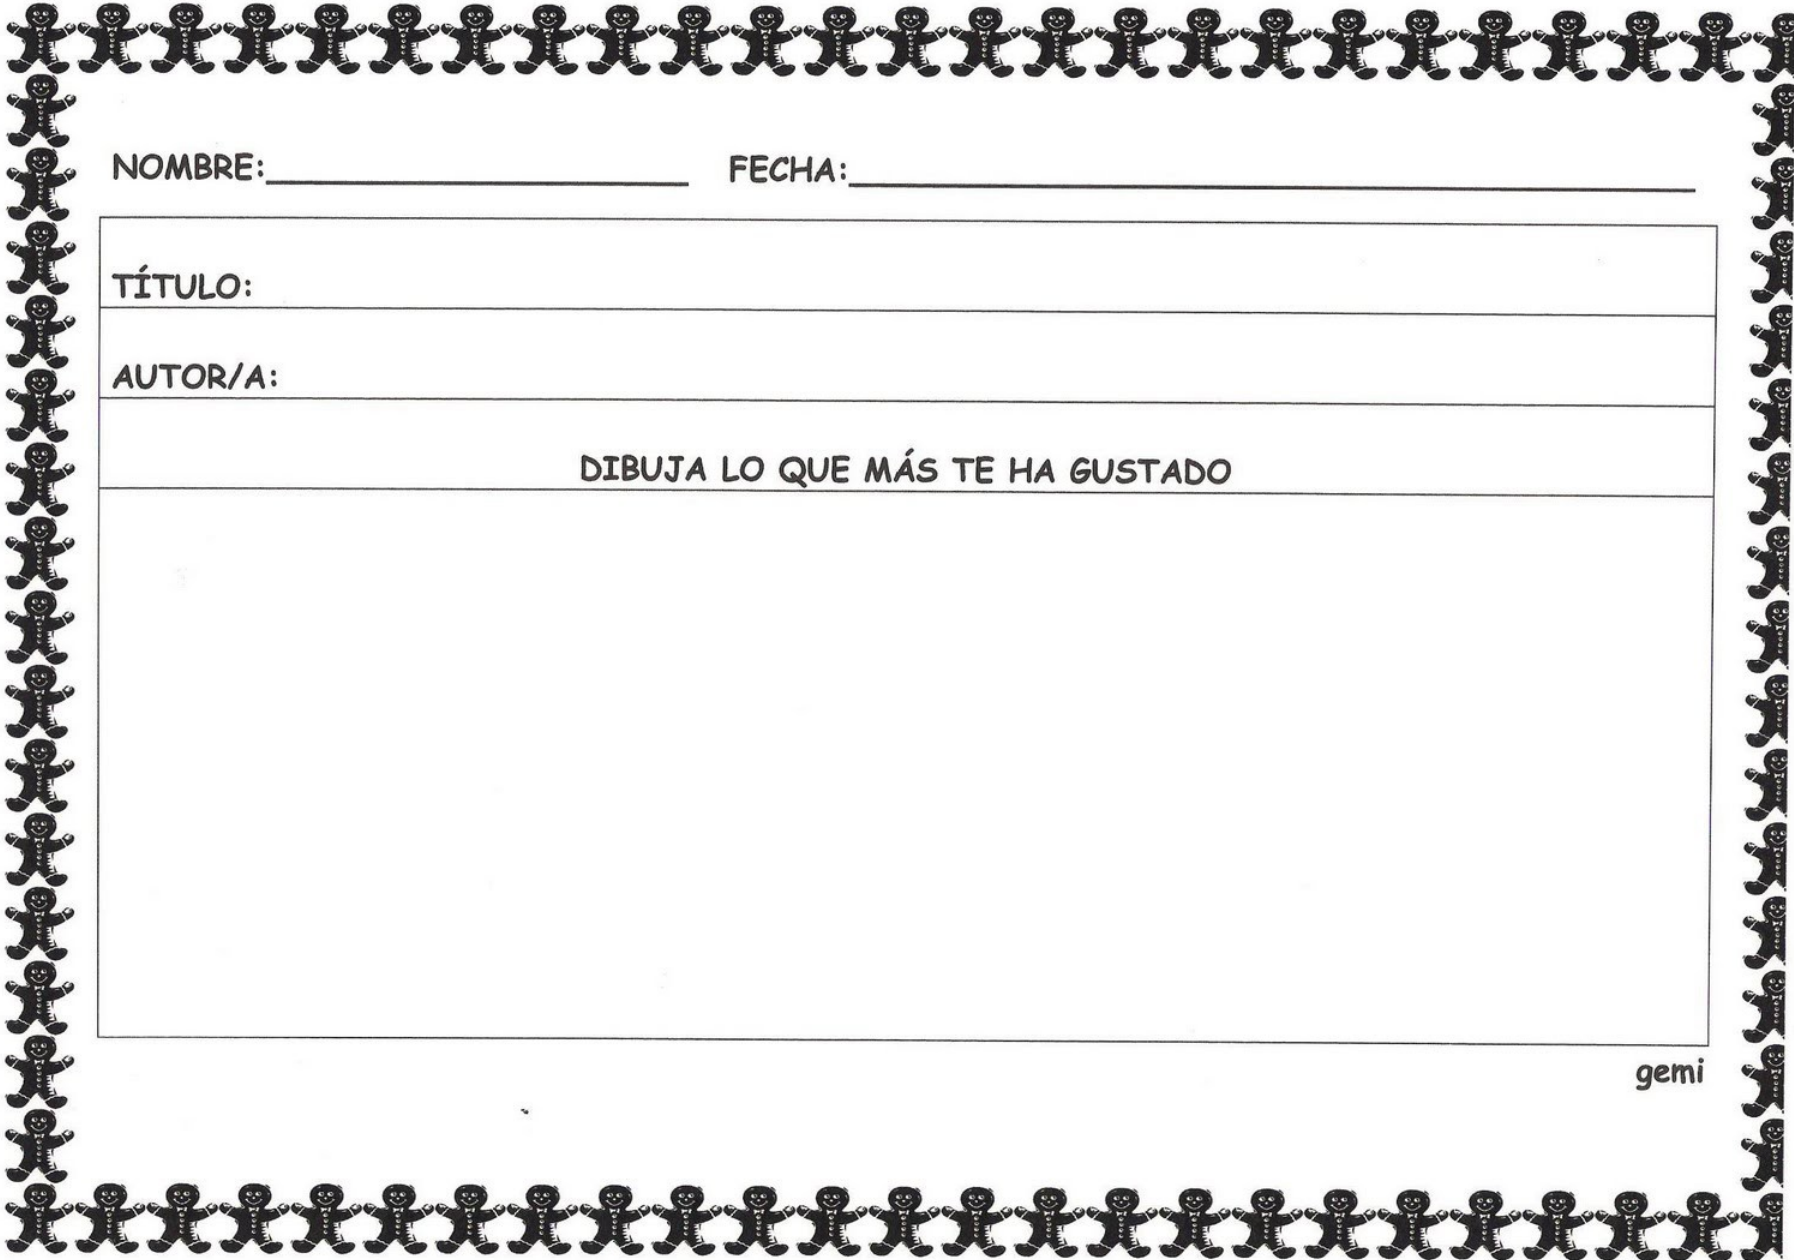 NOMBRE: FECHA:
TÍTULO:
AUTOR/A:
DIBUJA LO QUE MÁS TE HA GUSTADO
gemi